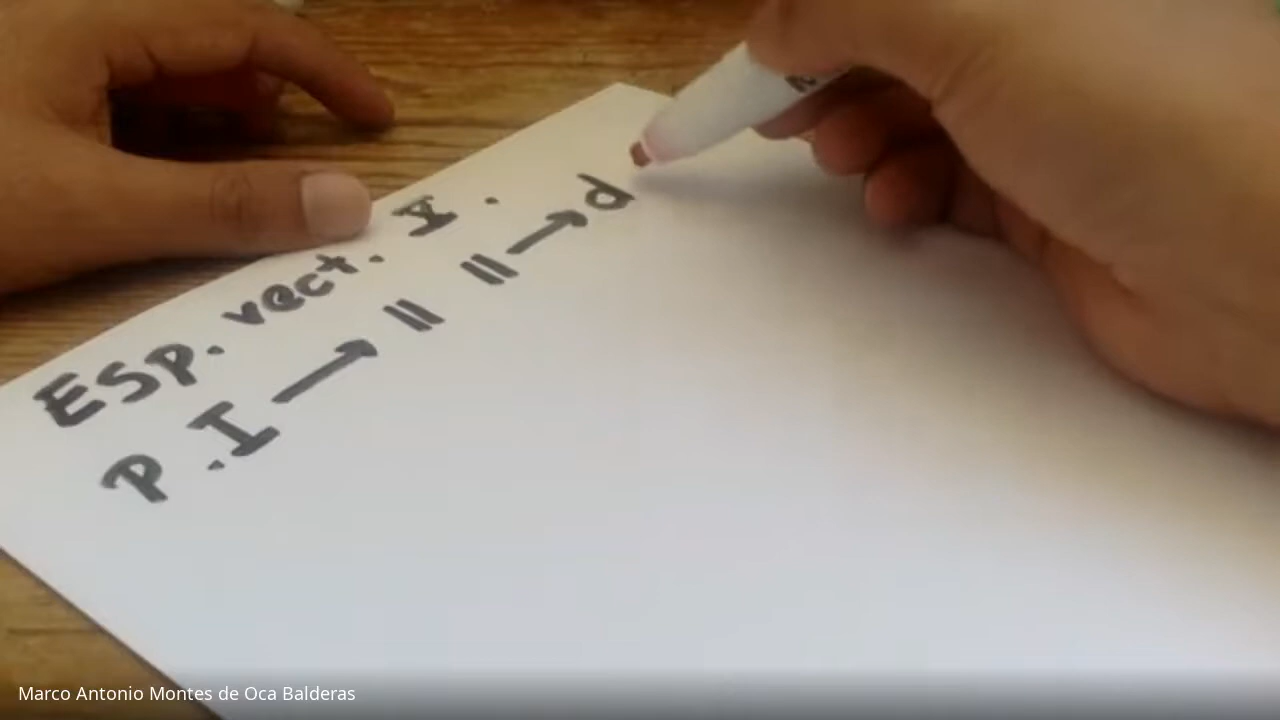 Esp. vect. X.
P.I → || || → d
Marco Antonio Montes de Oca Balderas